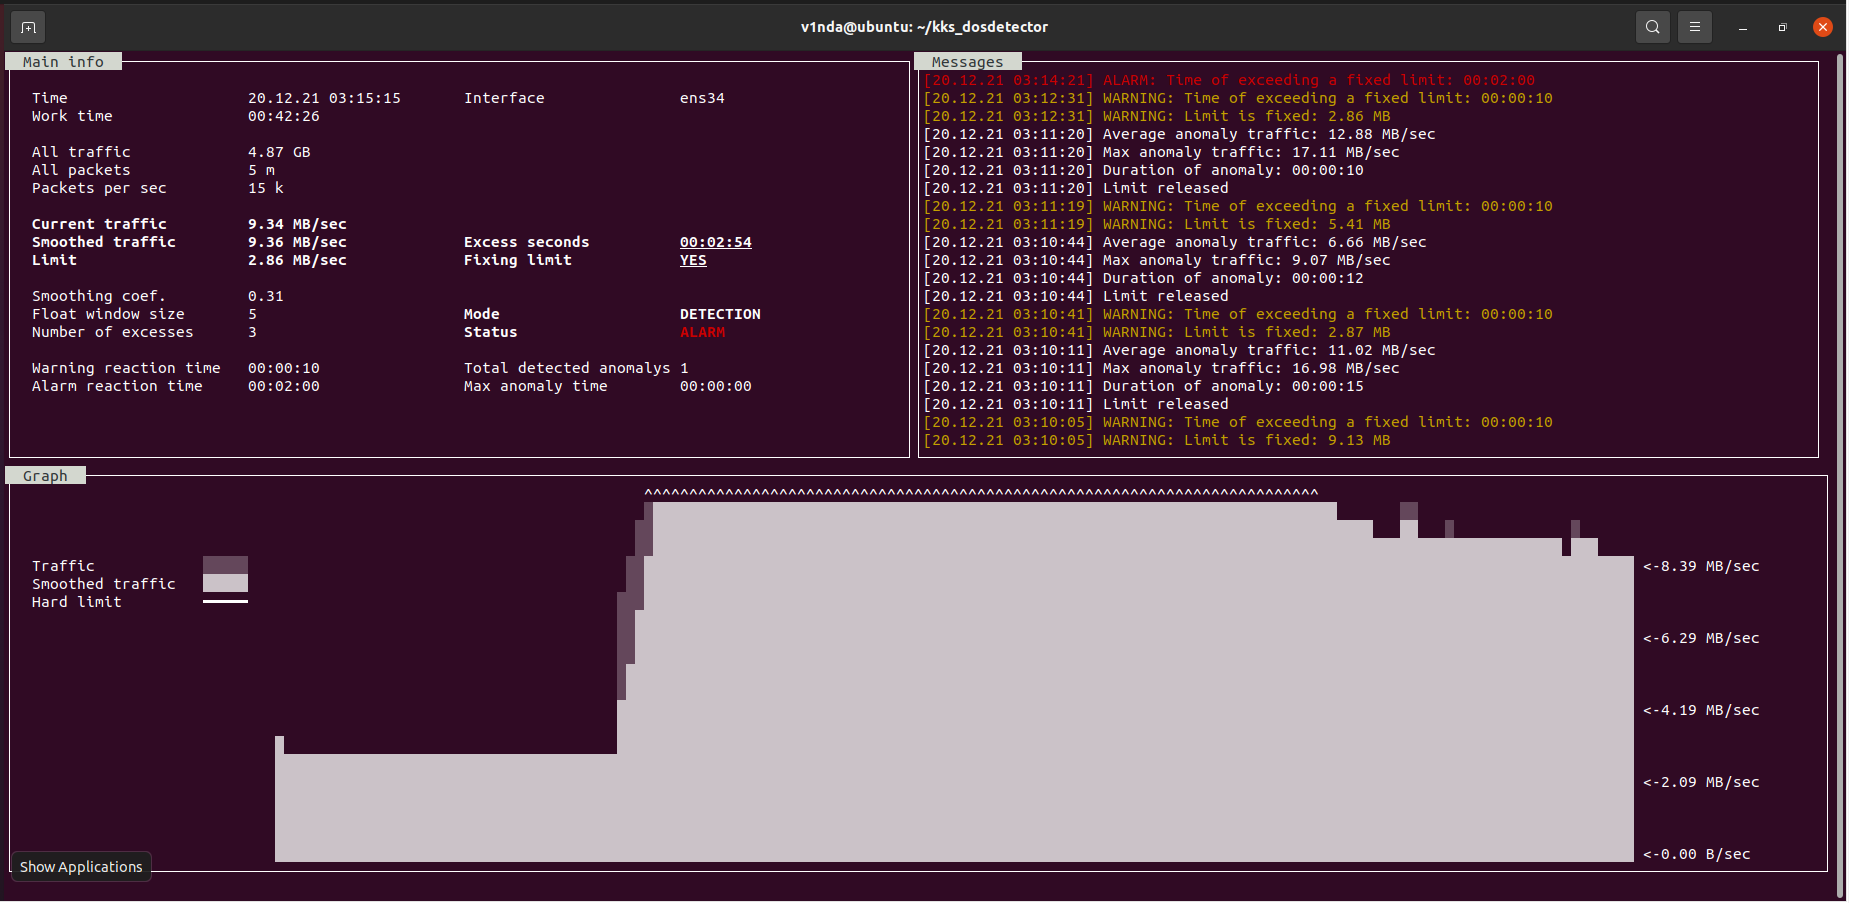 v1nda@ubuntu: ~/kks_dosdetector
Main info
Time 20.12.21 03:15:15 Interface ens34
Work time 00:42:26
All traffic 4.87 GB
All packets 5 m
Packets per sec 15 k
Current traffic 9.34 MB/sec
Smoothed traffic 9.36 MB/sec Excess seconds 00:02:54
Limit 2.86 MB/sec Fixing limit YES
Smoothing coef. 0.31
Float window size 5 Mode DETECTION
Number of excesses 3 Status ALARM
Warning reaction time 00:00:10 Total detected anomalys 1
Alarm reaction time 00:02:00 Max anomaly time 00:00:00
Messages
[20.12.21 03:14:21] ALARM: Time of exceeding a fixed limit: 00:02:00
[20.12.21 03:12:31] WARNING: Time of exceeding a fixed limit: 00:00:10
[20.12.21 03:12:31] WARNING: Limit is fixed: 2.86 MB
[20.12.21 03:11:20] Average anomaly traffic: 12.88 MB/sec
[20.12.21 03:11:20] Max anomaly traffic: 17.11 MB/sec
[20.12.21 03:11:20] Duration of anomaly: 00:00:10
[20.12.21 03:11:20] Limit released
[20.12.21 03:11:19] WARNING: Time of exceeding a fixed limit: 00:00:10
[20.12.21 03:11:19] WARNING: Limit is fixed: 5.41 MB
[20.12.21 03:10:44] Average anomaly traffic: 6.66 MB/sec
[20.12.21 03:10:44] Max anomaly traffic: 9.07 MB/sec
[20.12.21 03:10:44] Duration of anomaly: 00:00:12
[20.12.21 03:10:44] Limit released
[20.12.21 03:10:41] WARNING: Time of exceeding a fixed limit: 00:00:10
[20.12.21 03:10:41] WARNING: Limit is fixed: 2.87 MB
[20.12.21 03:10:11] Average anomaly traffic: 11.02 MB/sec
[20.12.21 03:10:11] Max anomaly traffic: 16.98 MB/sec
[20.12.21 03:10:11] Duration of anomaly: 00:00:15
[20.12.21 03:10:11] Limit released
[20.12.21 03:10:05] WARNING: Time of exceeding a fixed limit: 00:00:10
[20.12.21 03:10:05] WARNING: Limit is fixed: 9.13 MB
Graph
^^^^^^^^^^^^^^^^^^^^^^^^^^^^^^^^^^^^^^^^^^^^^^^^^^^^^^^^^^^^^^^^^^^^^^^^^^^
Traffic
Smoothed traffic
Hard limit
<-8.39 MB/sec
<-6.29 MB/sec
<-4.19 MB/sec
<-2.09 MB/sec
<-0.00 B/sec
Show Applications